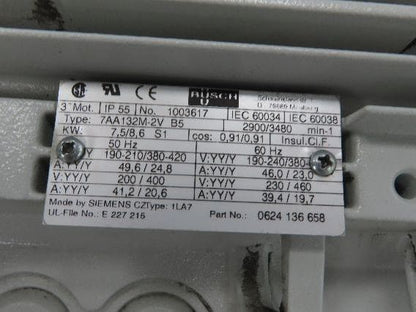 BUSCH
3~ Mot. IP 55 No. 1003617 IEC 60034 IEC 60038
Type: 7AA132M-2V B5 2900/3480 min-1
KW: 7,5/8,6 S1 cos: 0,91/0,91 Insul.Cl.F
50 Hz 60 Hz
190-210/380-420 V:YY/Y 190-240/380-
49,6 / 24,8 A:YY/Y 46,0 / 23,0
V:YY/Y 200 / 400 V:YY/Y 230 / 460
A:YY/Y 41,2 / 20,6 A:YY/Y 39,4 / 19,7
Made by SIEMENS CZ Type: 1LA7
UL-File No.: E 227 215 Part No.: 0624 136 658